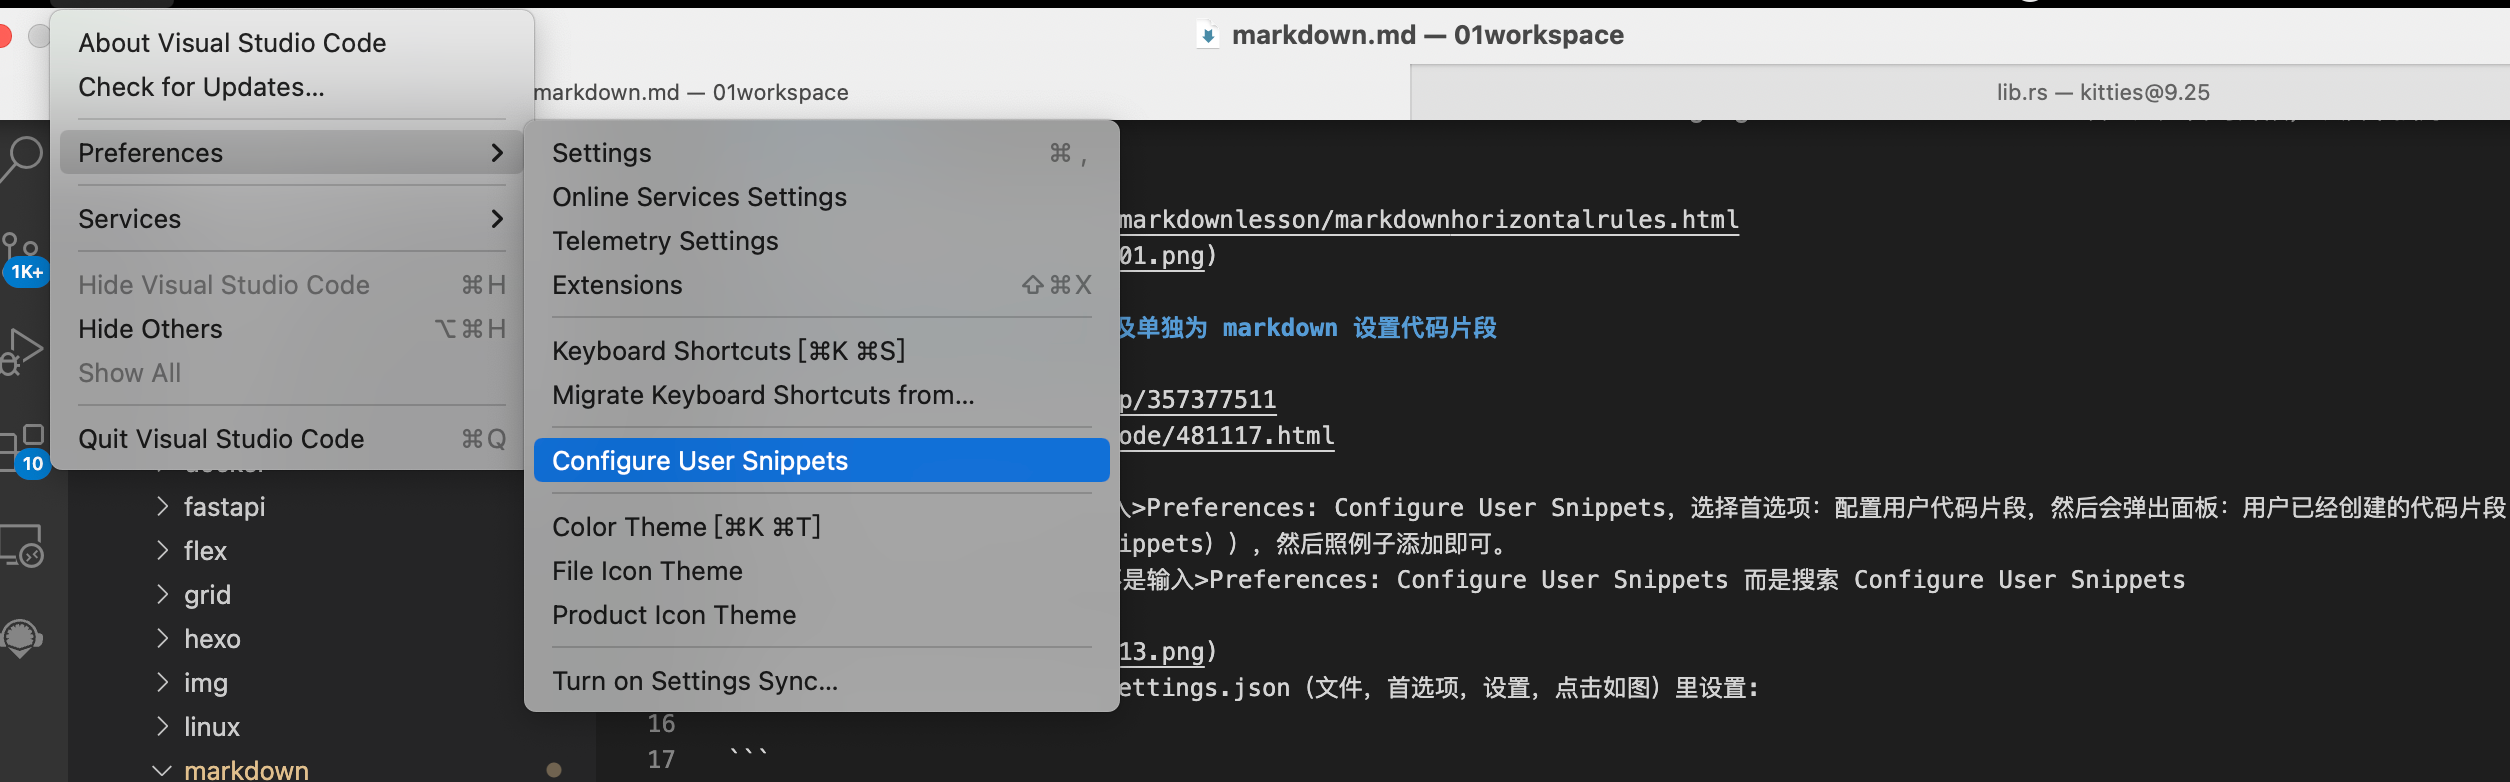 markdown.md — 01workspace
markdown.md — 01workspace
lib.rs — kitties@9.25
About Visual Studio Code
Check for Updates...
Preferences
Services
Hide Visual Studio Code ⌘H
Hide Others ⌥⌘H
Show All
Quit Visual Studio Code ⌘Q
Settings ⌘ ,
Online Services Settings
Telemetry Settings
Extensions ⇧⌘X
Keyboard Shortcuts [⌘K ⌘S]
Migrate Keyboard Shortcuts from...
Configure User Snippets
Color Theme [⌘K ⌘T]
File Icon Theme
Product Icon Theme
Turn on Settings Sync...
1K+
10
fastapi
flex
grid
hexo
img
linux
markdown
markdownlesson/markdownhorizontalrules.html
01.png)
及单独为 markdown 设置代码片段
p/357377511
ode/481117.html
>Preferences: Configure User Snippets，选择首选项：配置用户代码片段，然后会弹出面板：用户已经创建的代码片段
ippets）），然后照例子添加即可。
是输入>Preferences: Configure User Snippets 而是搜索 Configure User Snippets
13.png)
ettings.json（文件，首选项，设置，点击如图）里设置：
16
17 ```